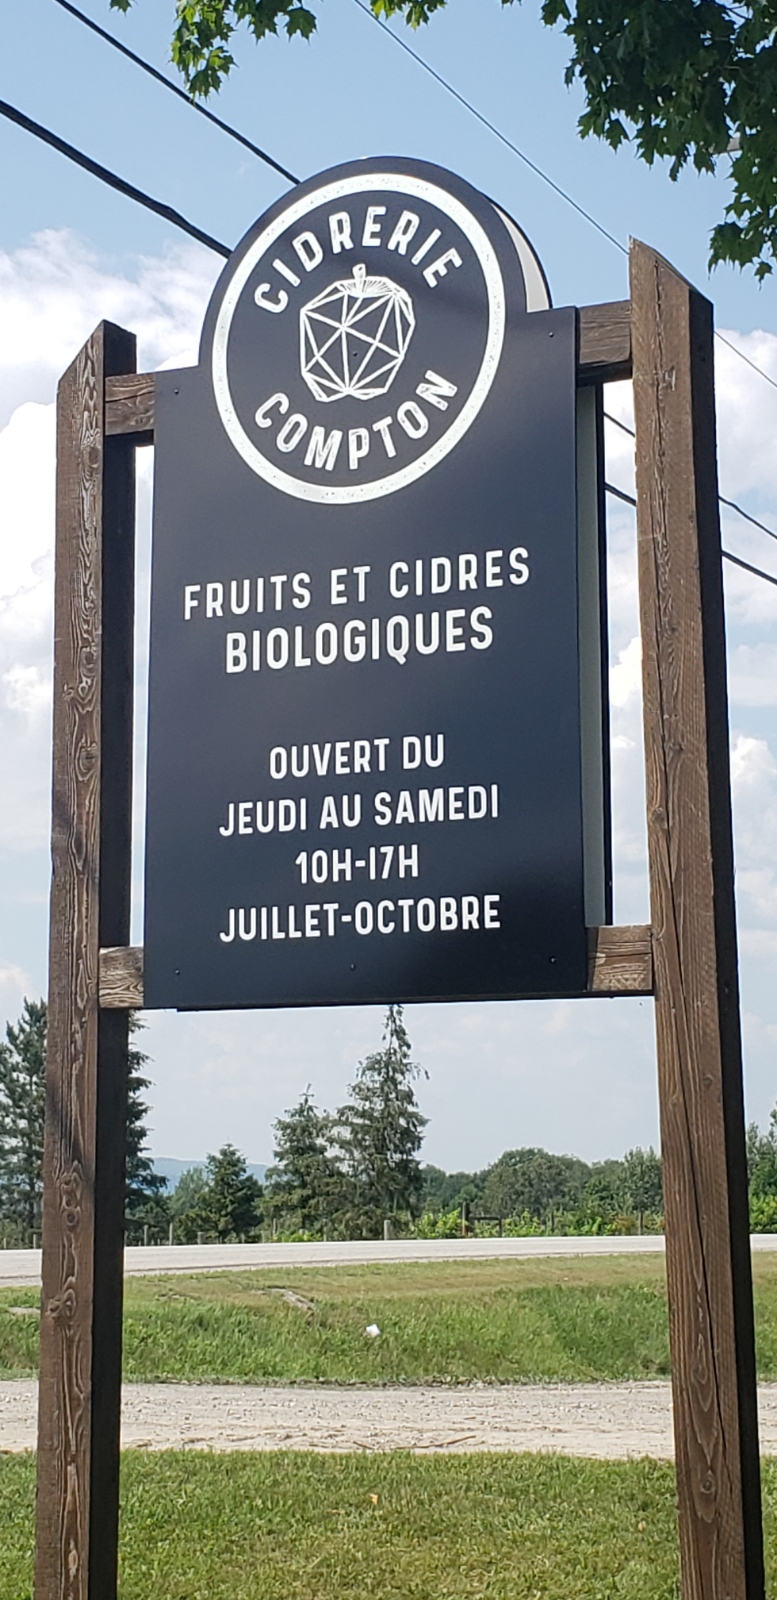 CIDRERIE
COMPTON
FRUITS ET CIDRES
BIOLOGIQUES
OUVERT DU
JEUDI AU SAMEDI
10H-17H
JUILLET-OCTOBRE